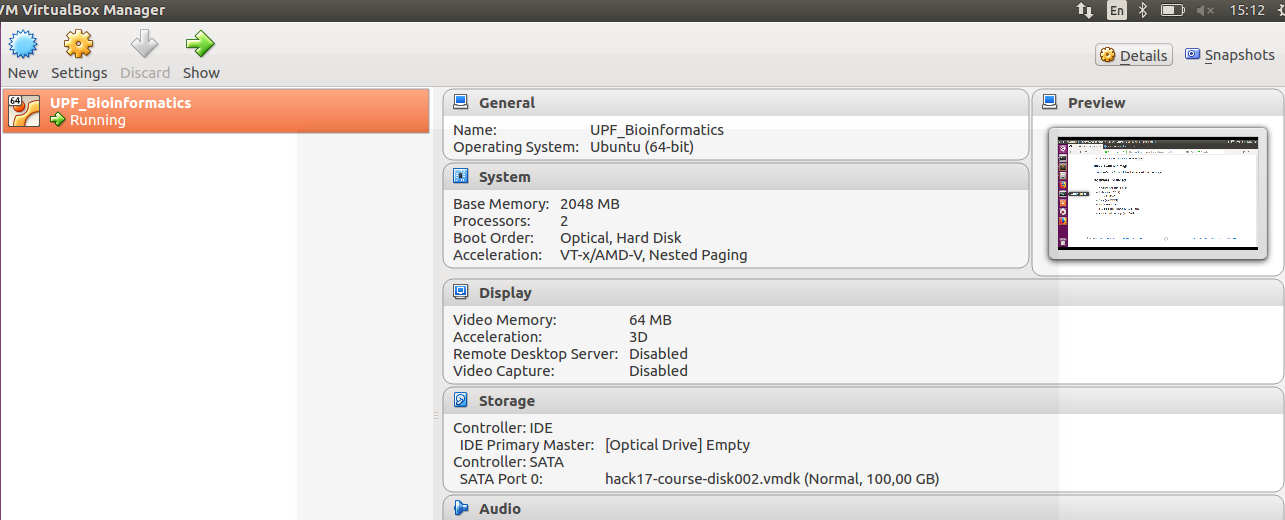 VM VirtualBox Manager
En
15:12
New
Settings
Discard
Show
Details
Snapshots
64
UPF_Bioinformatics
Running
General
Name: UPF_Bioinformatics
Operating System: Ubuntu (64-bit)
System
Base Memory: 2048 MB
Processors: 2
Boot Order: Optical, Hard Disk
Acceleration: VT-x/AMD-V, Nested Paging
Preview
Display
Video Memory: 64 MB
Acceleration: 3D
Remote Desktop Server: Disabled
Video Capture: Disabled
Storage
Controller: IDE
IDE Primary Master: [Optical Drive] Empty
Controller: SATA
SATA Port 0: hack17-course-disk002.vmdk (Normal, 100,00 GB)
Audio